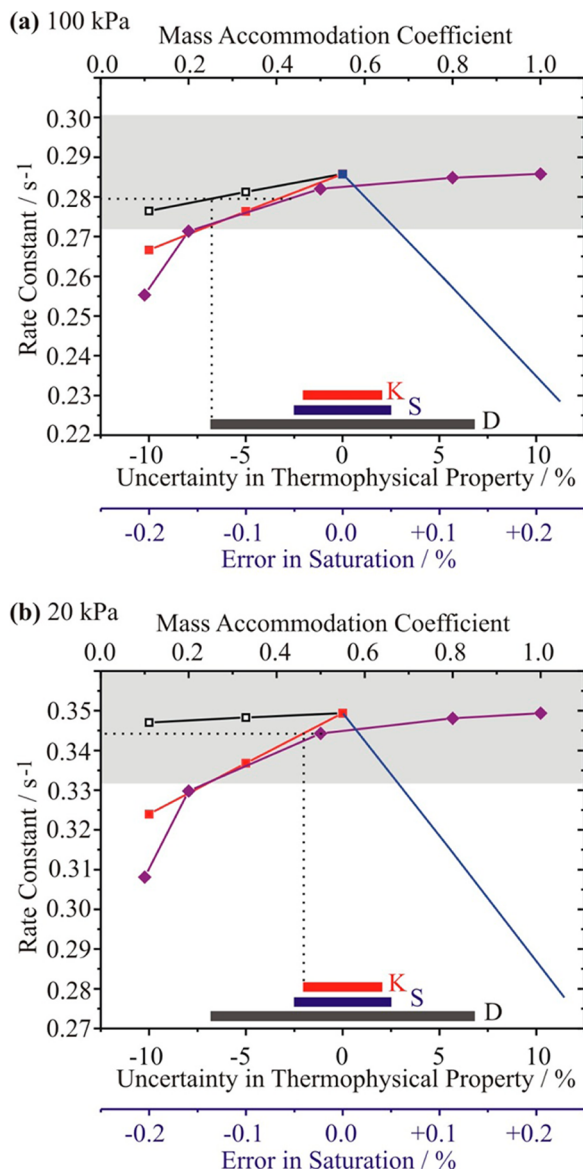 (a) 100 kPa
Mass Accommodation Coefficient
0.0 0.2 0.4 0.6 0.8 1.0
Rate Constant / s-1
0.30
0.29
0.28
0.27
0.26
0.25
0.24
0.23
0.22
K
S
D
-10 -5 0 5 10
Uncertainty in Thermophysical Property / %
-0.2 -0.1 0.0 +0.1 +0.2
Error in Saturation / %
(b) 20 kPa
Mass Accommodation Coefficient
0.0 0.2 0.4 0.6 0.8 1.0
Rate Constant / s-1
0.35
0.34
0.33
0.32
0.31
0.30
0.29
0.28
0.27
K
S
D
-10 -5 0 5 10
Uncertainty in Thermophysical Property / %
-0.2 -0.1 0.0 +0.1 +0.2
Error in Saturation / %